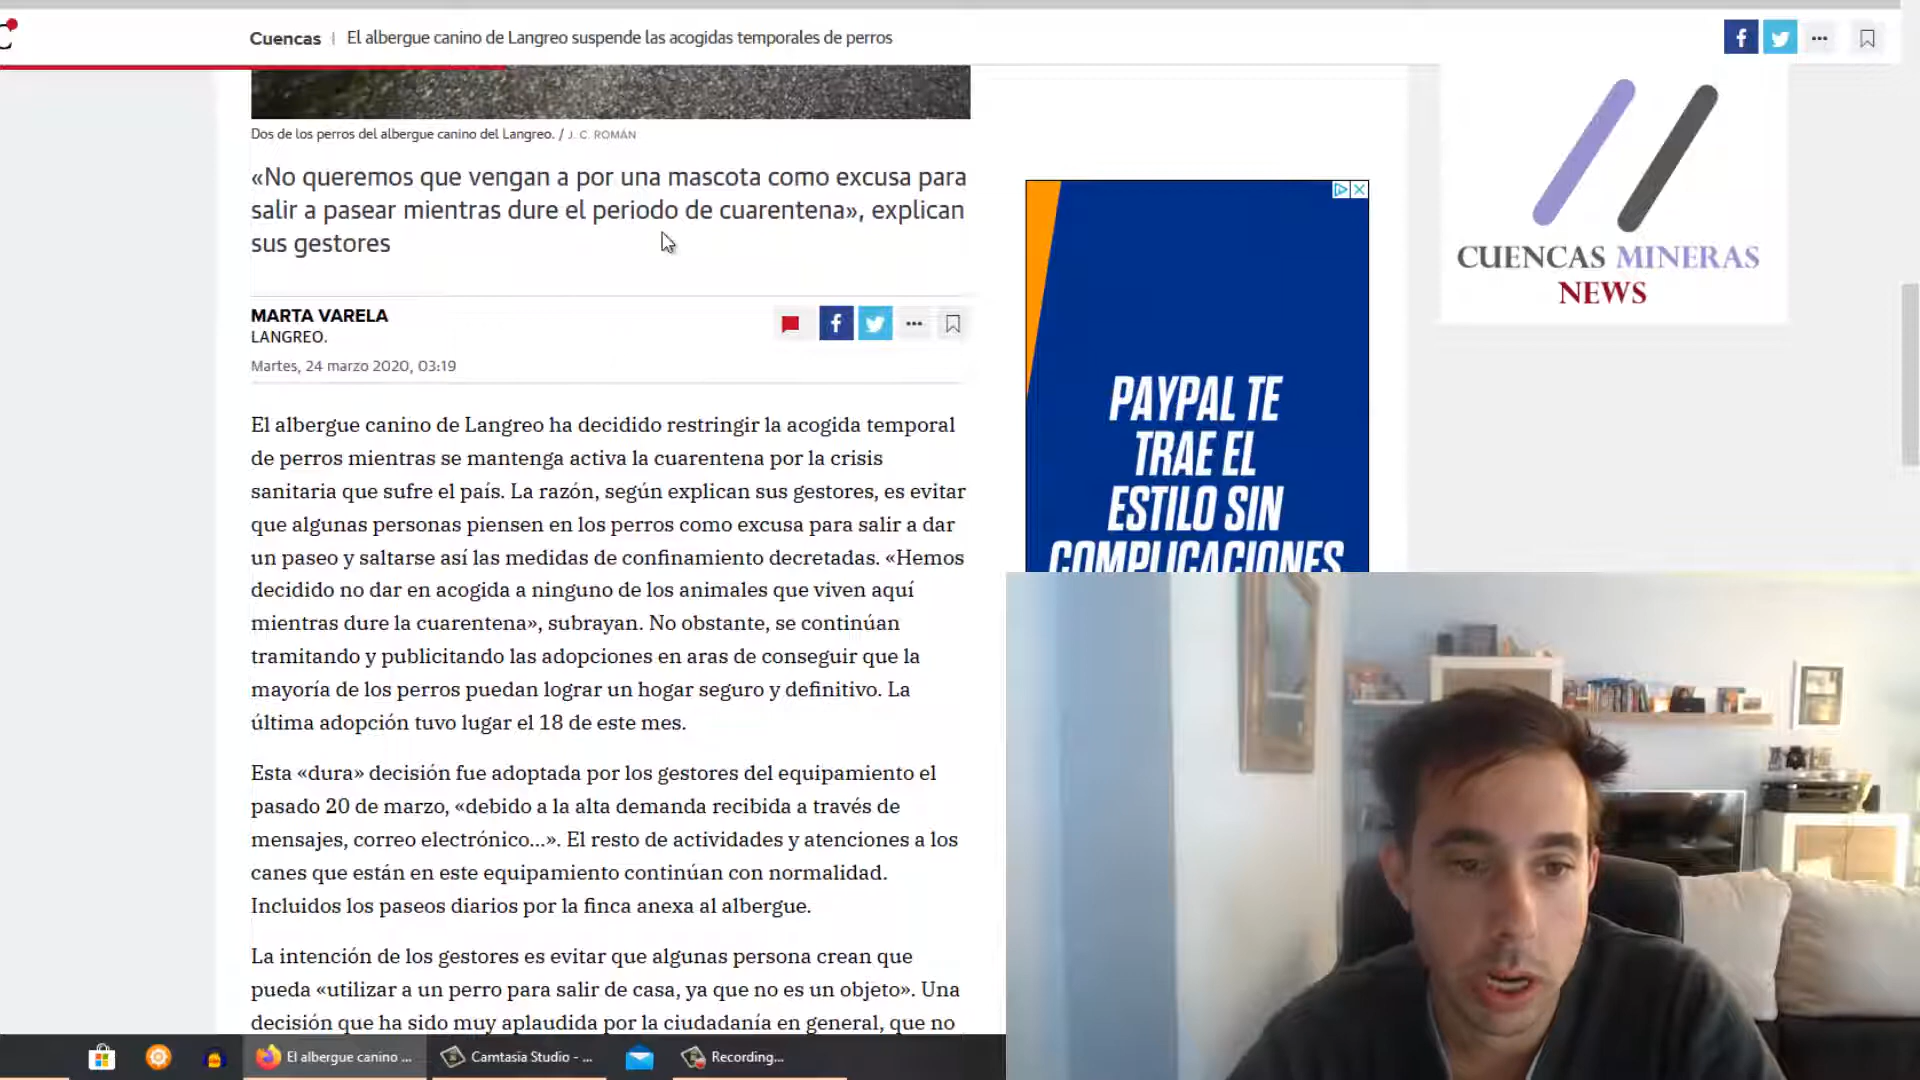 Cuencas | El albergue canino de Langreo suspende las acogidas temporales de perros
Dos de los perros del albergue canino del Langreo. / J. C. ROMÁN
«No queremos que vengan a por una mascota como excusa para
salir a pasear mientras dure el periodo de cuarentena», explican
sus gestores
MARTA VARELA
LANGREO.
Martes, 24 marzo 2020, 03:19
El albergue canino de Langreo ha decidido restringir la acogida temporal
de perros mientras se mantenga activa la cuarentena por la crisis
sanitaria que sufre el país. La razón, según explican sus gestores, es evitar
que algunas personas piensen en los perros como excusa para salir a dar
un paseo y saltarse así las medidas de confinamiento decretadas. «Hemos
decidido no dar en acogida a ninguno de los animales que viven aquí
mientras dure la cuarentena», subrayan. No obstante, se continúan
tramitando y publicitando las adopciones en aras de conseguir que la
mayoría de los perros puedan lograr un hogar seguro y definitivo. La
última adopción tuvo lugar el 18 de este mes.
Esta «dura» decisión fue adoptada por los gestores del equipamiento el
pasado 20 de marzo, «debido a la alta demanda recibida a través de
mensajes, correo electrónico...». El resto de actividades y atenciones a los
canes que están en este equipamiento continúan con normalidad.
Incluidos los paseos diarios por la finca anexa al albergue.
La intención de los gestores es evitar que algunas persona crean que
pueda «utilizar a un perro para salir de casa, ya que no es un objeto». Una
decisión que ha sido muy aplaudida por la ciudadanía en general, que no
PAYPAL TE
TRAE EL
ESTILO SIN
COMPLICACIONES
CUENCAS MINERAS
NEWS
El albergue canino ...
Camtasia Studio - ...
Recording...